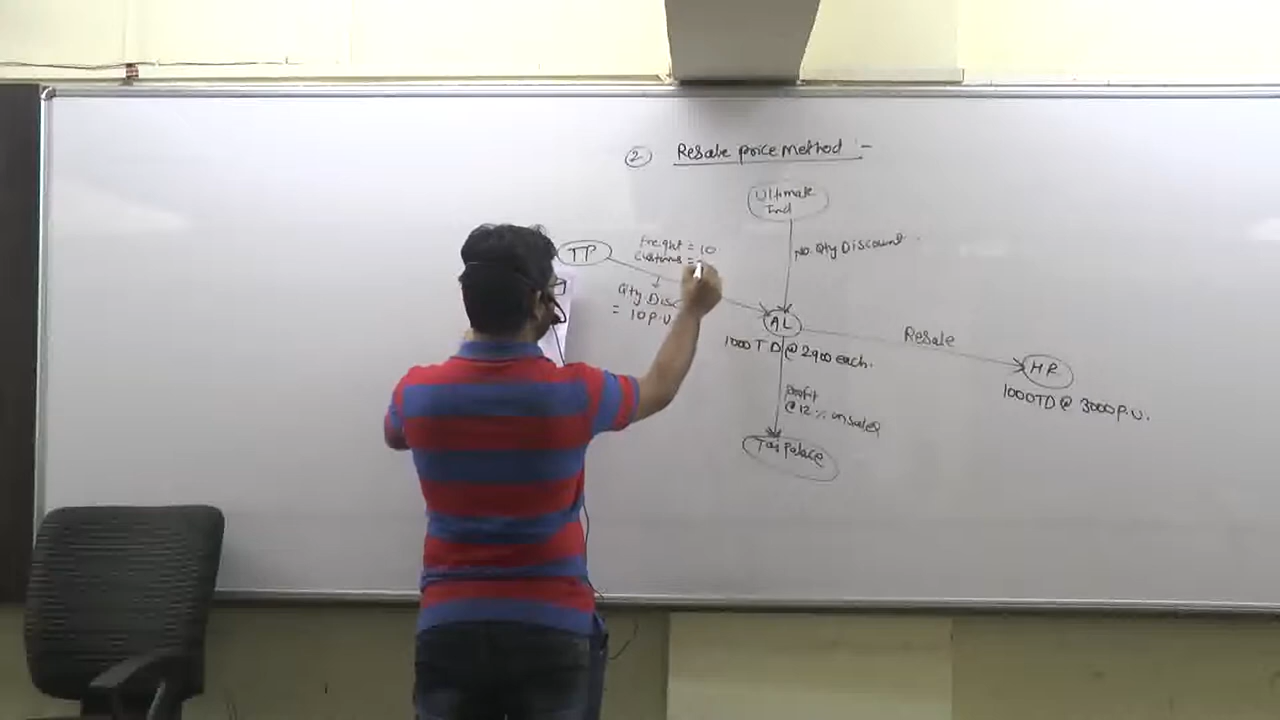 2 Resale price method :-
Ultimate
Ind
No. Qty Discount.
TP
Freight = 10
Customs =
Qty Disc
= 10 P.U
AL
1000 TD @ 2900 each.
Resale
HR
1000 TD @ 3000 P.U.
profit
@ 12% on sales
Taj Palace